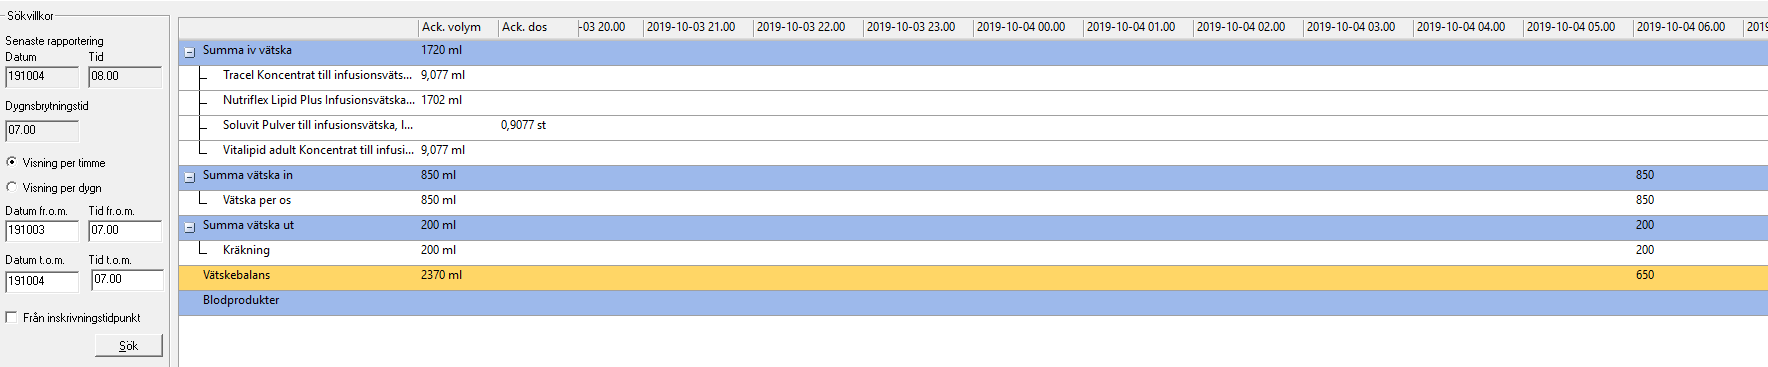 Sökvillkor
Senaste rapportering
Datum Tid
191004 08.00
Dygnsbrytningstid
07.00
Visning per timme
Visning per dygn
Datum fr.o.m. Tid fr.o.m.
191003 07.00
Datum t.o.m. Tid t.o.m.
191004 07.00
Från inskrivningstidpunkt
Sök
Ack. volym Ack. dos -03 20.00 2019-10-03 21.00 2019-10-03 22.00 2019-10-03 23.00 2019-10-04 00.00 2019-10-04 01.00 2019-10-04 02.00 2019-10-04 03.00 2019-10-04 04.00 2019-10-04 05.00 2019-10-04 06.00 2019
Summa iv vätska 1720 ml
Tracel Koncentrat till infusionsväts... 9,077 ml
Nutriflex Lipid Plus Infusionsvätska... 1702 ml
Soluvit Pulver till infusionsvätska, l... 0,9077 st
Vitalipid adult Koncentrat till infusi... 9,077 ml
Summa vätska in 850 ml 850
Vätska per os 850 ml 850
Summa vätska ut 200 ml 200
Kräkning 200 ml 200
Vätskebalans 2370 ml 650
Blodprodukter